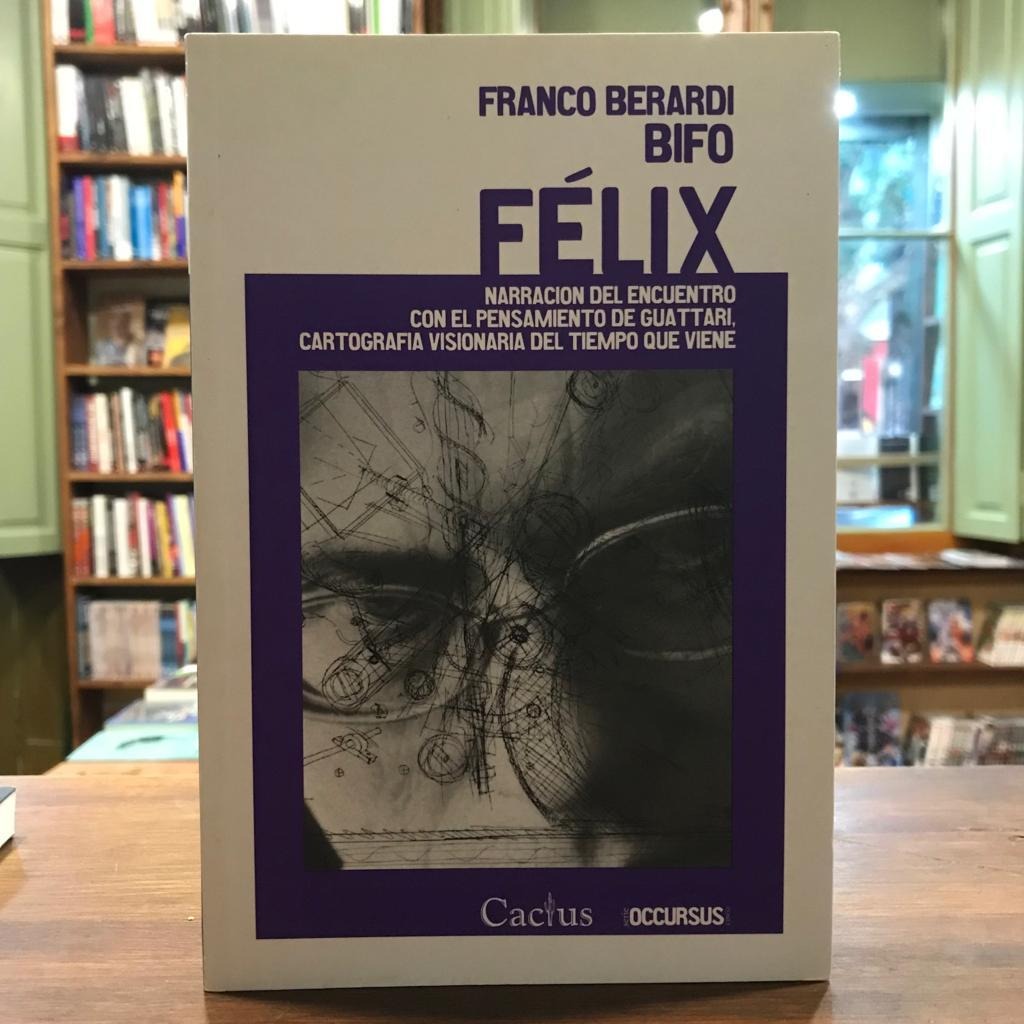 FRANCO BERARDI
BIFO
FÉLIX
NARRACION DEL ENCUENTRO
CON EL PENSAMIENTO DE GUATTARI,
CARTOGRAFIA VISIONARIA DEL TIEMPO QUE VIENE
Cactus
serie OCCURSUS